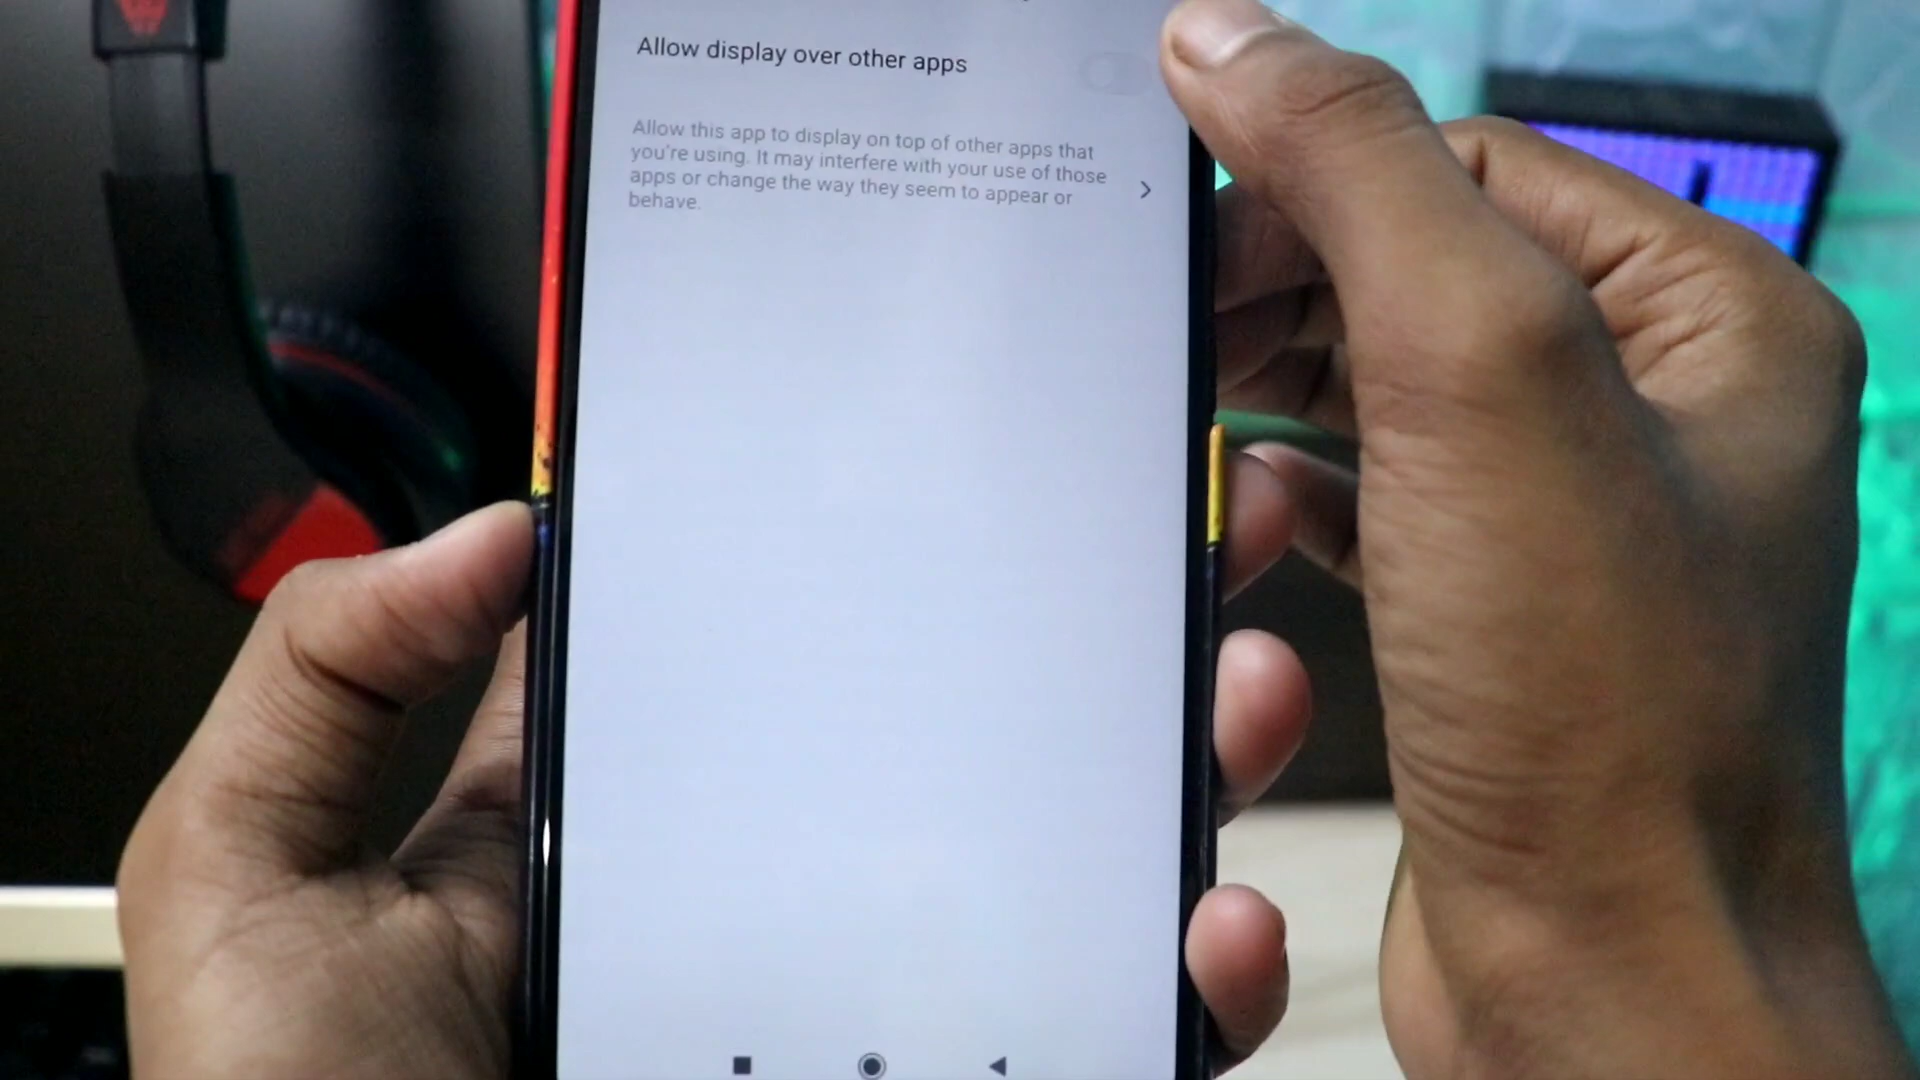 Allow display over other apps
Allow this app to display on top of other apps that
you're using. It may interfere with your use of those
apps or change the way they seem to appear or
behave.